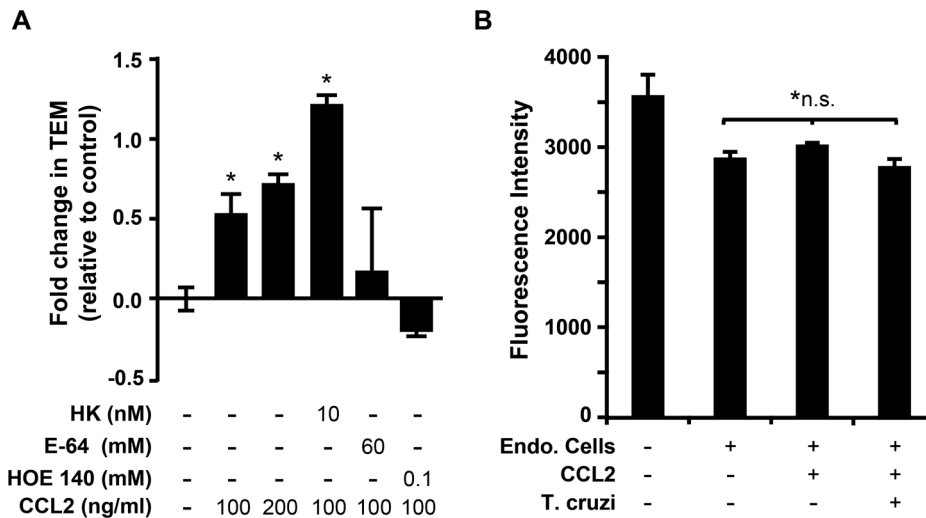 A
Fold change in TEM
(relative to control)
1.5
1.0
0.5
0.0
-0.5
* * *
HK (nM) - - - 10 - -
E-64 (mM) - - - - 60 -
HOE 140 (mM) - - - - - 0.1
CCL2 (ng/ml) - 100 200 100 100 100
B
Fluorescence Intensity
4000
3000
2000
1000
0
*n.s.
Endo. Cells - + + +
CCL2 - - + +
T. cruzi - - - +